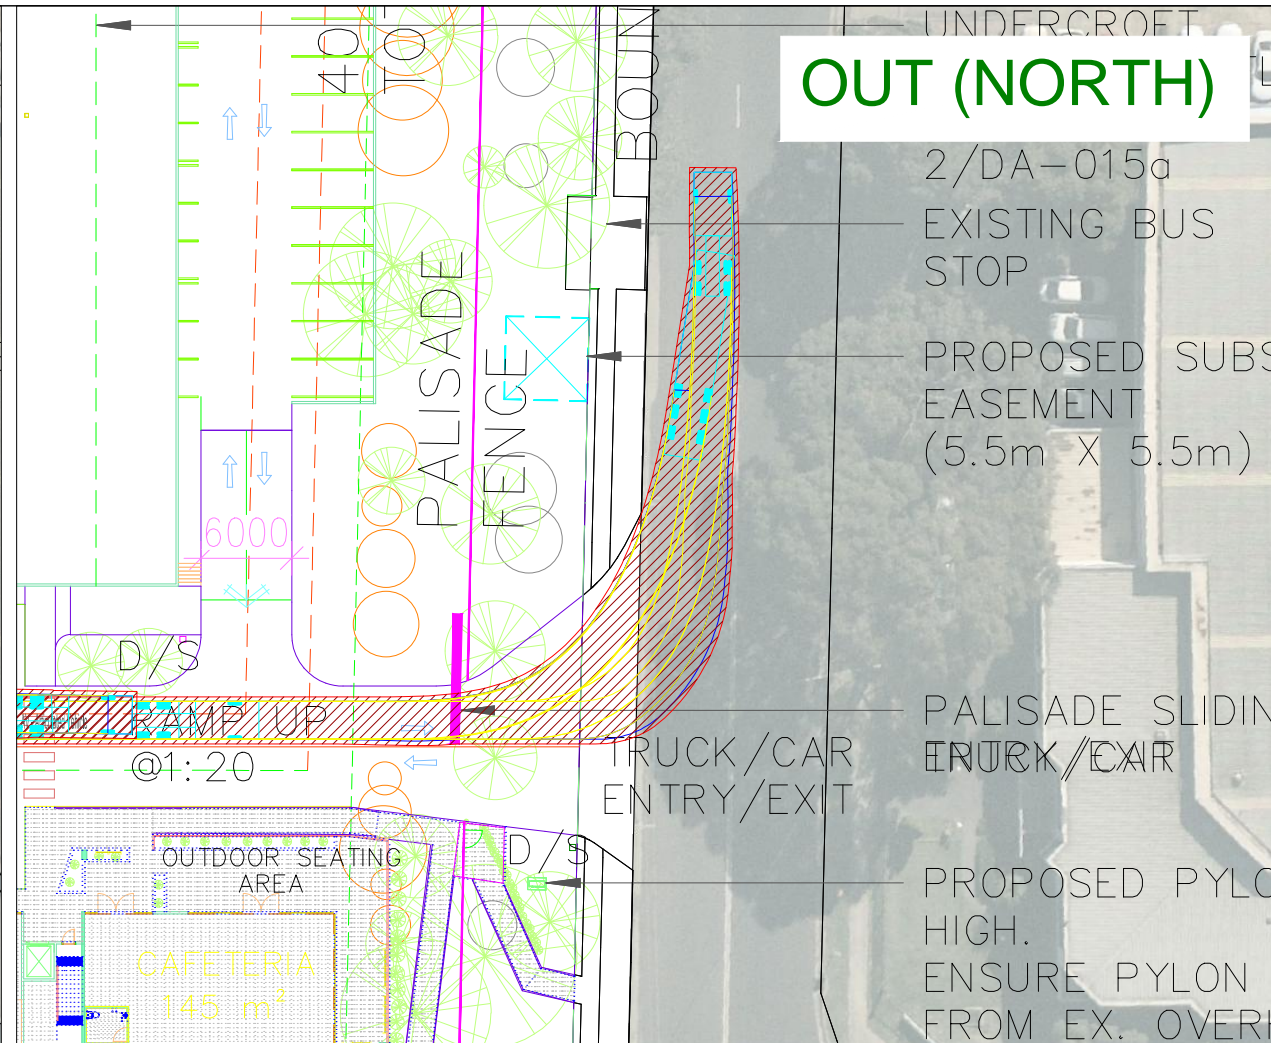 UNDERCROFT
OUT (NORTH)
2/DA-015a
EXISTING BUS
STOP
PROPOSED SUBS
EASEMENT
(5.5m X 5.5m)
PALISADE SLIDIN
TRUCK/CAR
ENTRY/EXIT
PROPOSED PYLO
HIGH.
ENSURE PYLON
FROM EX. OVERH
40
TO
BOUN
PALISADE
FENCE
6000
D/S
RAMP UP
@1:20
TRUCK/CAR
ENTRY/EXIT
D/S
OUTDOOR SEATING
AREA
CAFETERIA
145 m²